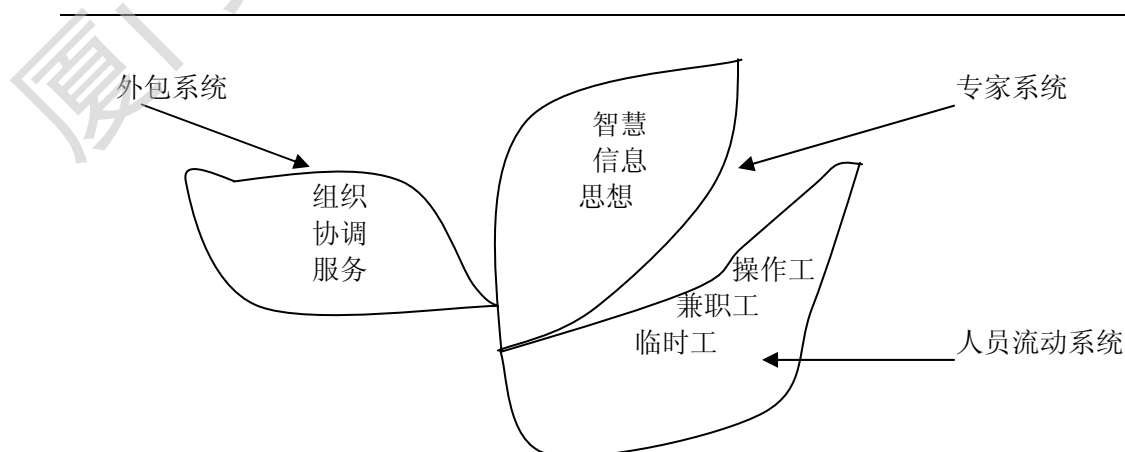 外包系统
专家系统
智慧
信息
思想
组织
协调
服务
操作工
兼职工
临时工
人员流动系统
厦